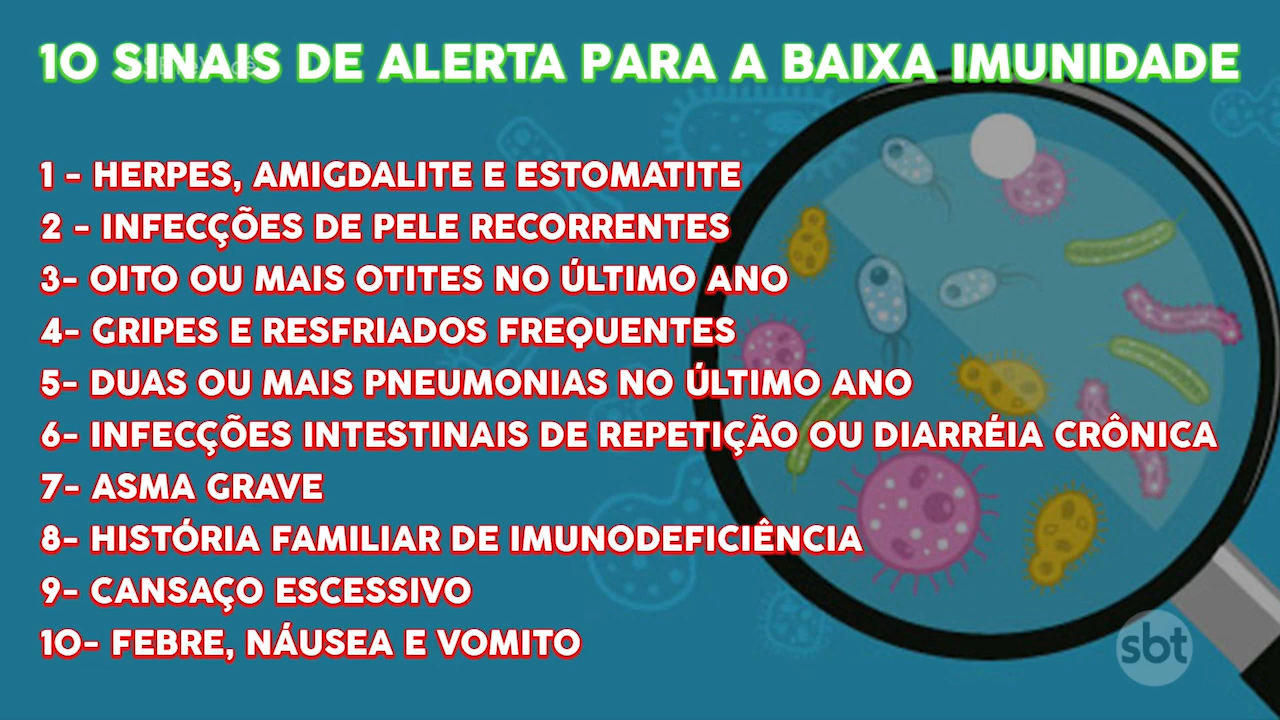 10 SINAIS DE ALERTA PARA A BAIXA IMUNIDADE
1 - HERPES, AMIGDALITE E ESTOMATITE
2 - INFECÇÕES DE PELE RECORRENTES
3- OITO OU MAIS OTITES NO ÚLTIMO ANO
4- GRIPES E RESFRIADOS FREQUENTES
5- DUAS OU MAIS PNEUMONIAS NO ÚLTIMO ANO
6- INFECÇÕES INTESTINAIS DE REPETIÇÃO OU DIARRÉIA CRÔNICA
7- ASMA GRAVE
8- HISTÓRIA FAMILIAR DE IMUNODEFICIÊNCIA
9- CANSAÇO ESCESSIVO
10- FEBRE, NÁUSEA E VOMITO
sbt